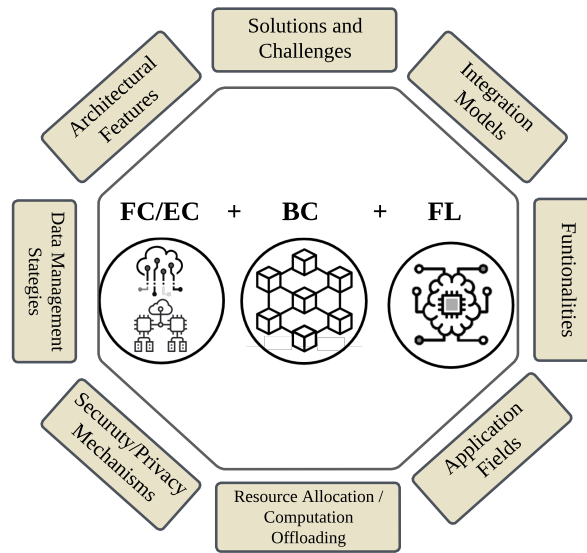 Solutions and
Challenges
Architectural
Features
Integration
Models
FC/EC + BC + FL
Data Management
Stategies
Funtionalities
Securuty/Privacy
Mechanisms
Application
Fields
Resource Allocation /
Computation
Offloading